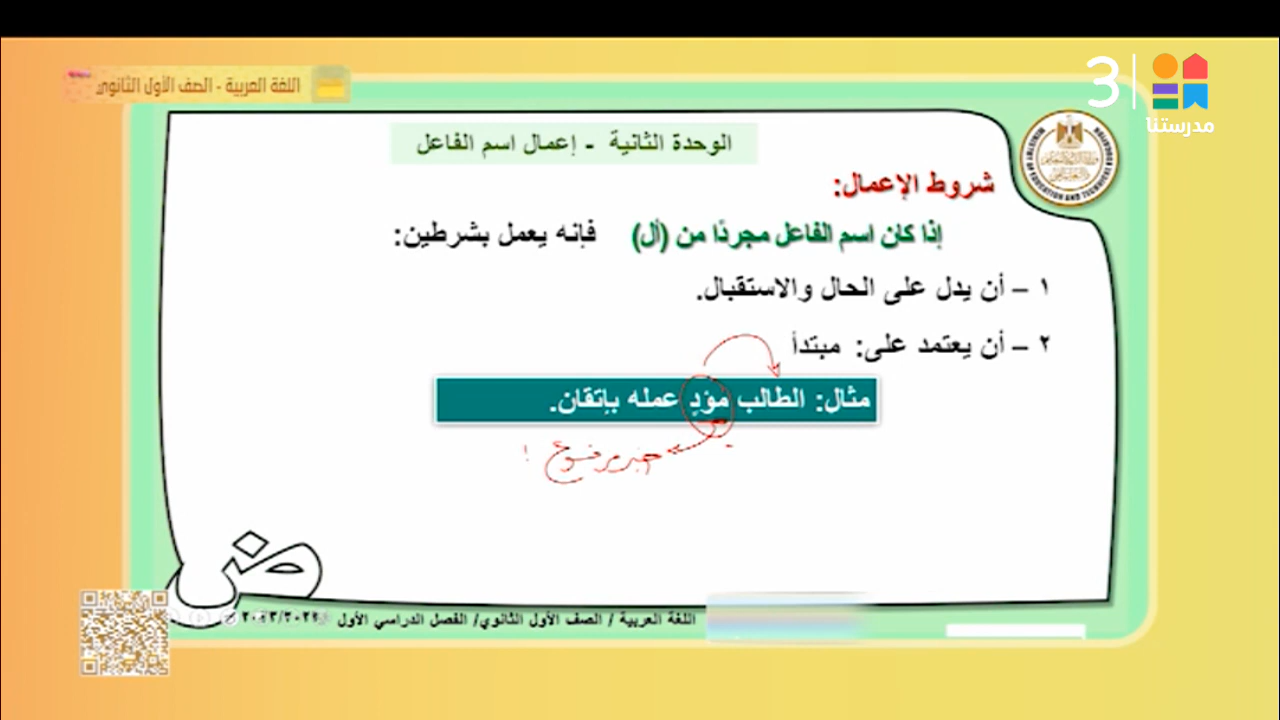 اللغة العربية - الصف الأول الثانوي
3
مدرستنا
الوحدة الثانية - إعمال اسم الفاعل
شروط الإعمال:
إذا كان اسم الفاعل مجردًا من (أل) فإنه يعمل بشرطين:
١ – أن يدل على الحال والاستقبال.
٢ – أن يعتمد على: مبتدأ
مثال: الطالب مؤدٍ عمله بإتقان.
خبر مرفوع
ض
اللغة العربية / الصف الأول الثانوي/ الفصل الدراسي الأول